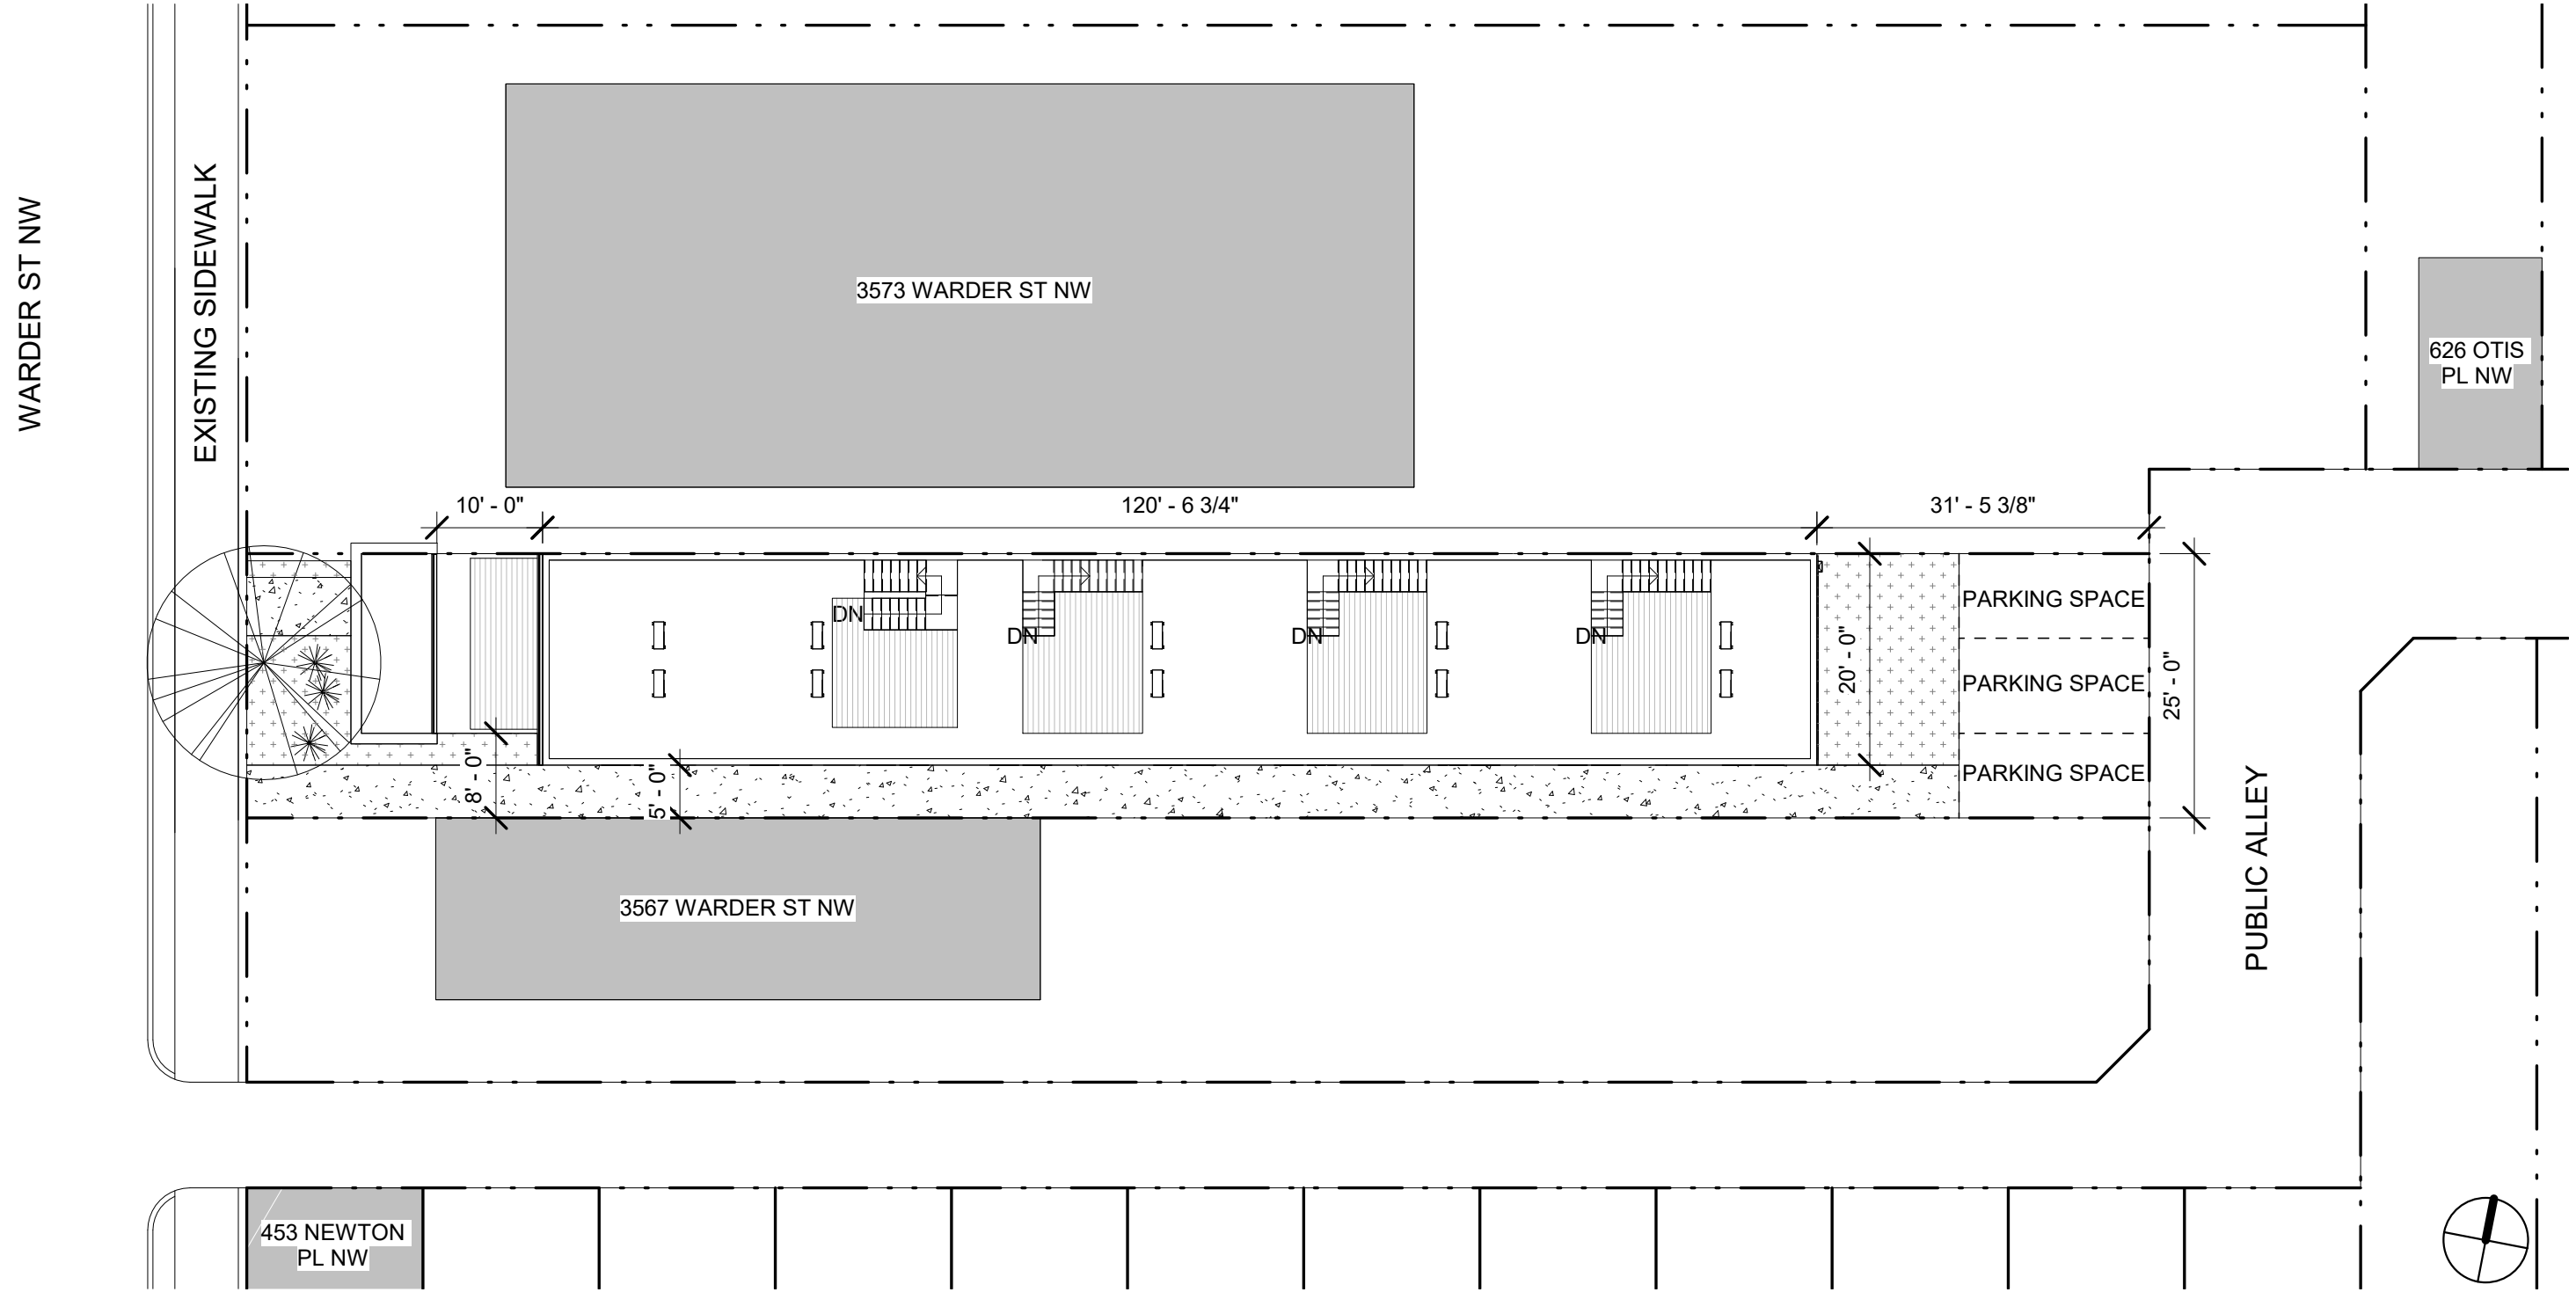 WARDER ST NW
EXISTING SIDEWALK
3573 WARDER ST NW
626 OTIS
PL NW
10' - 0"
120' - 6 3/4"
31' - 5 3/8"
DN
DN
DN
DN
20' - 0"
PARKING SPACE
PARKING SPACE
PARKING SPACE
25' - 0"
8' - 0"
5' - 0"
3567 WARDER ST NW
PUBLIC ALLEY
453 NEWTON
PL NW